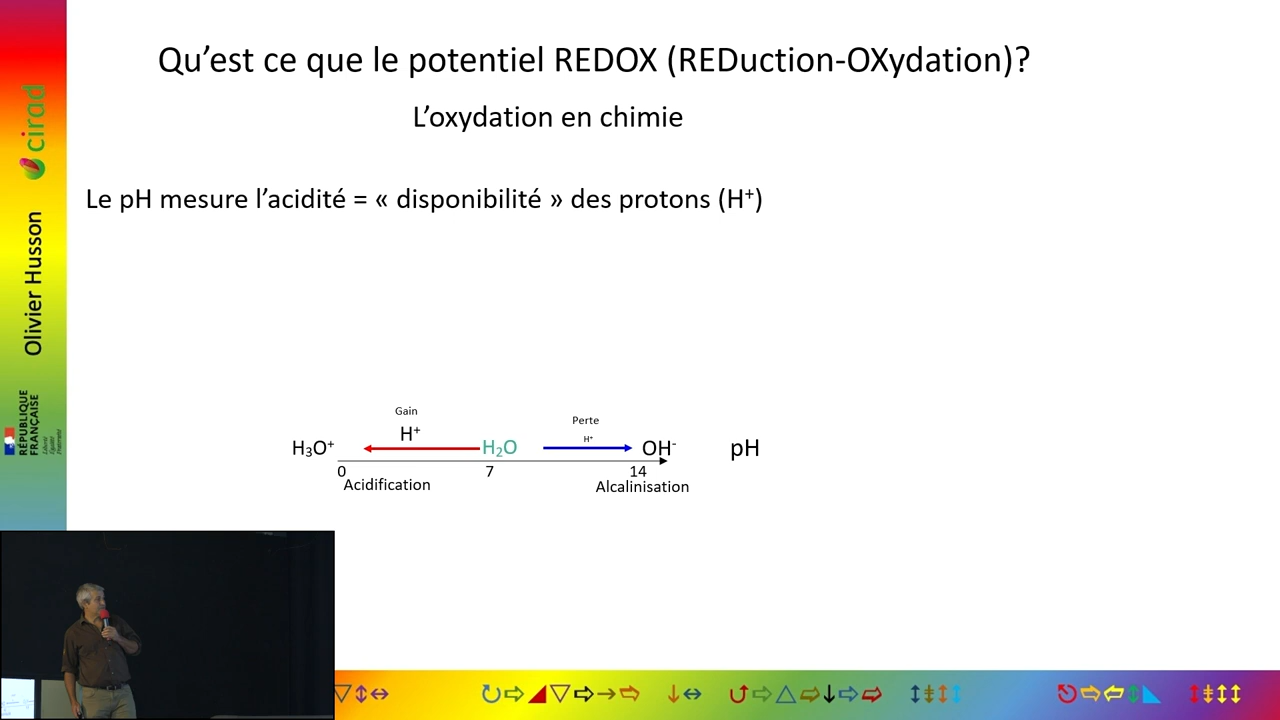 Qu’est ce que le potentiel REDOX (REDuction-OXydation)?
L’oxydation en chimie
Le pH mesure l’acidité = « disponibilité » des protons (H⁺)
Gain
H⁺
Perte
H⁺
H₃O⁺
H₂O
OH⁻
pH
0
7
14
Acidification
Alcalinisation
cirad
Olivier Husson
RÉPUBLIQUE
FRANÇAISE
Liberté
Égalité
Fraternité